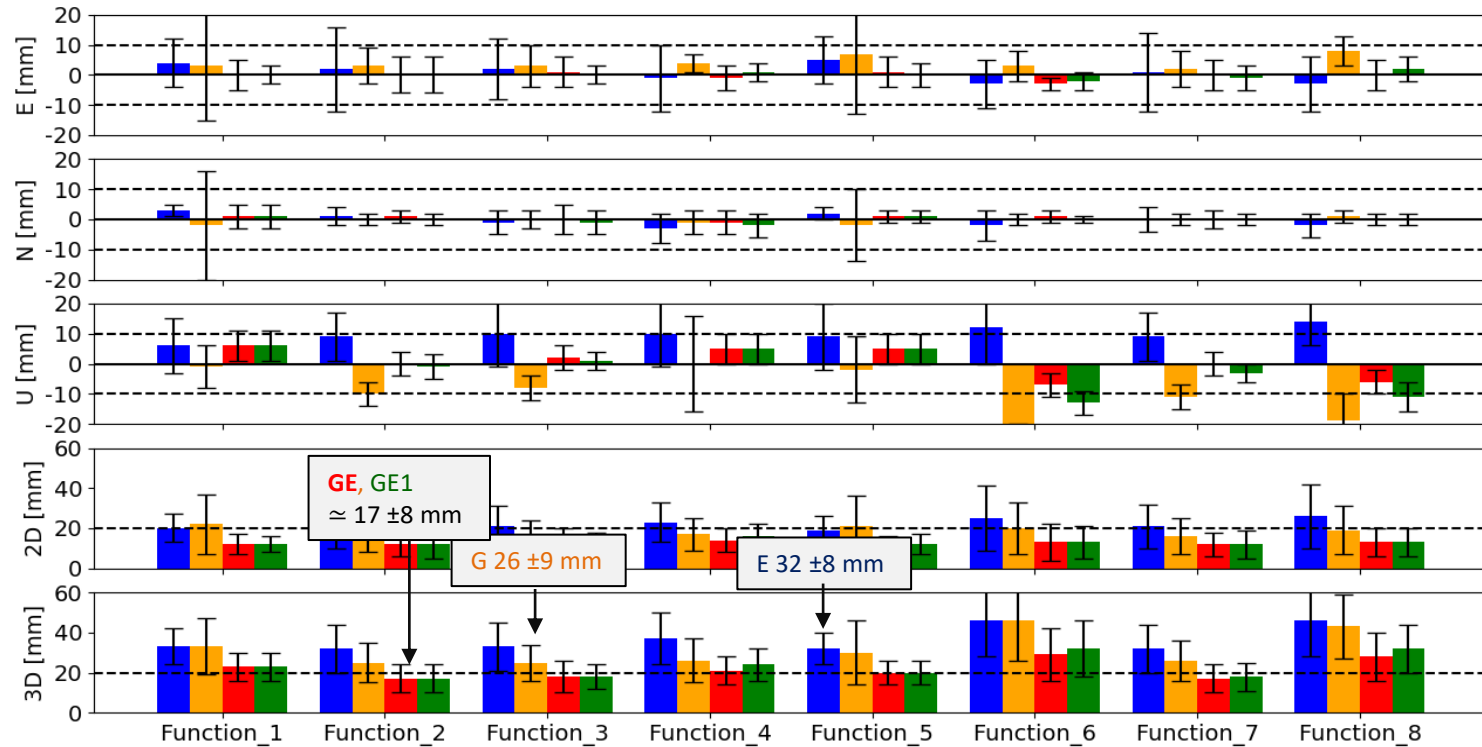 20
10
0
-10
-20
E [mm]
20
10
0
-10
-20
N [mm]
20
10
0
-10
-20
U [mm]
60
40
20
0
2D [mm]
GE, GE1
≃ 17 ±8 mm
G 26 ±9 mm
E 32 ±8 mm
60
40
20
0
3D [mm]
Function_1 Function_2 Function_3 Function_4 Function_5 Function_6 Function_7 Function_8